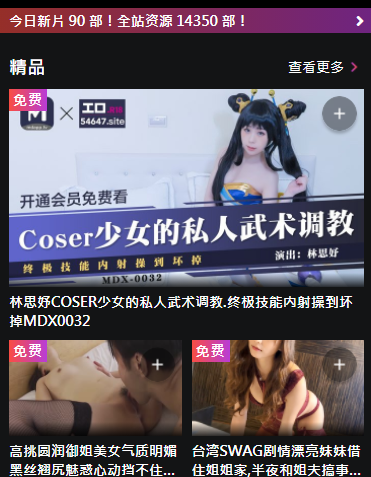 今日新片 90 部！全站资源 14350 部！
精品
查看更多
免费
54647.site
开通会员免费看
Coser少女的私人武术调教
终极技能内射操到坏掉
演出：林思妤
MDX-0032
林思妤COSER少女的私人武术调教.终极技能内射操到坏
掉MDX0032
免费
免费
高挑圆润御姐美女气质明媚
黑丝翘尻魅惑心动挡不住...
台湾SWAG剧情漂亮妹妹借
住姐姐家,半夜和姐夫搞事...